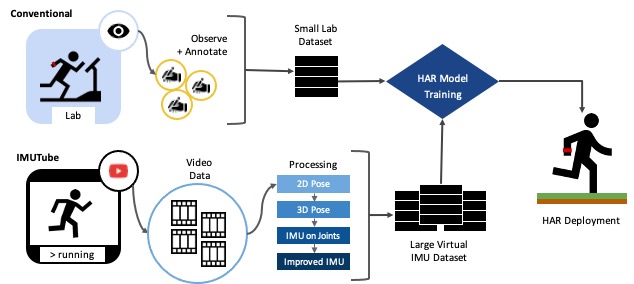 Conventional
Observe
+ Annotate
Lab
Small Lab
Dataset
HAR Model
Training
IMUTube
> running
Video
Data
Processing
2D Pose
3D Pose
IMU on Joints
Improved IMU
Large Virtual
IMU Dataset
HAR Deployment